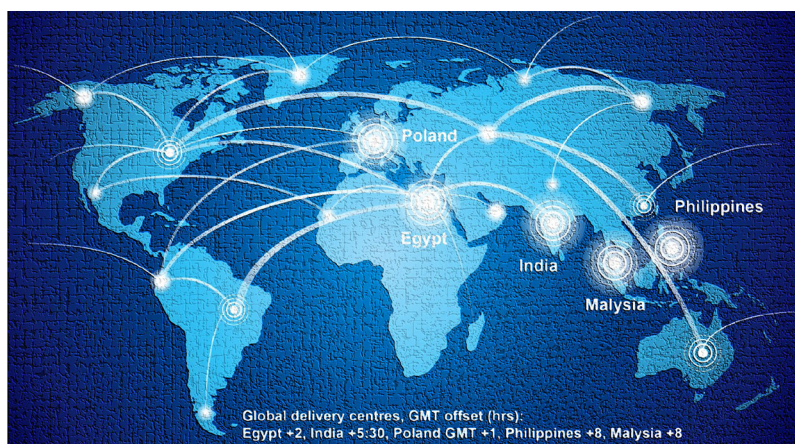 Poland
Philippines
Egypt
India
Malysia
Global delivery centres, GMT offset (hrs):
Egypt +2, India +5:30, Poland GMT +1, Philippines +8, Malysia +8